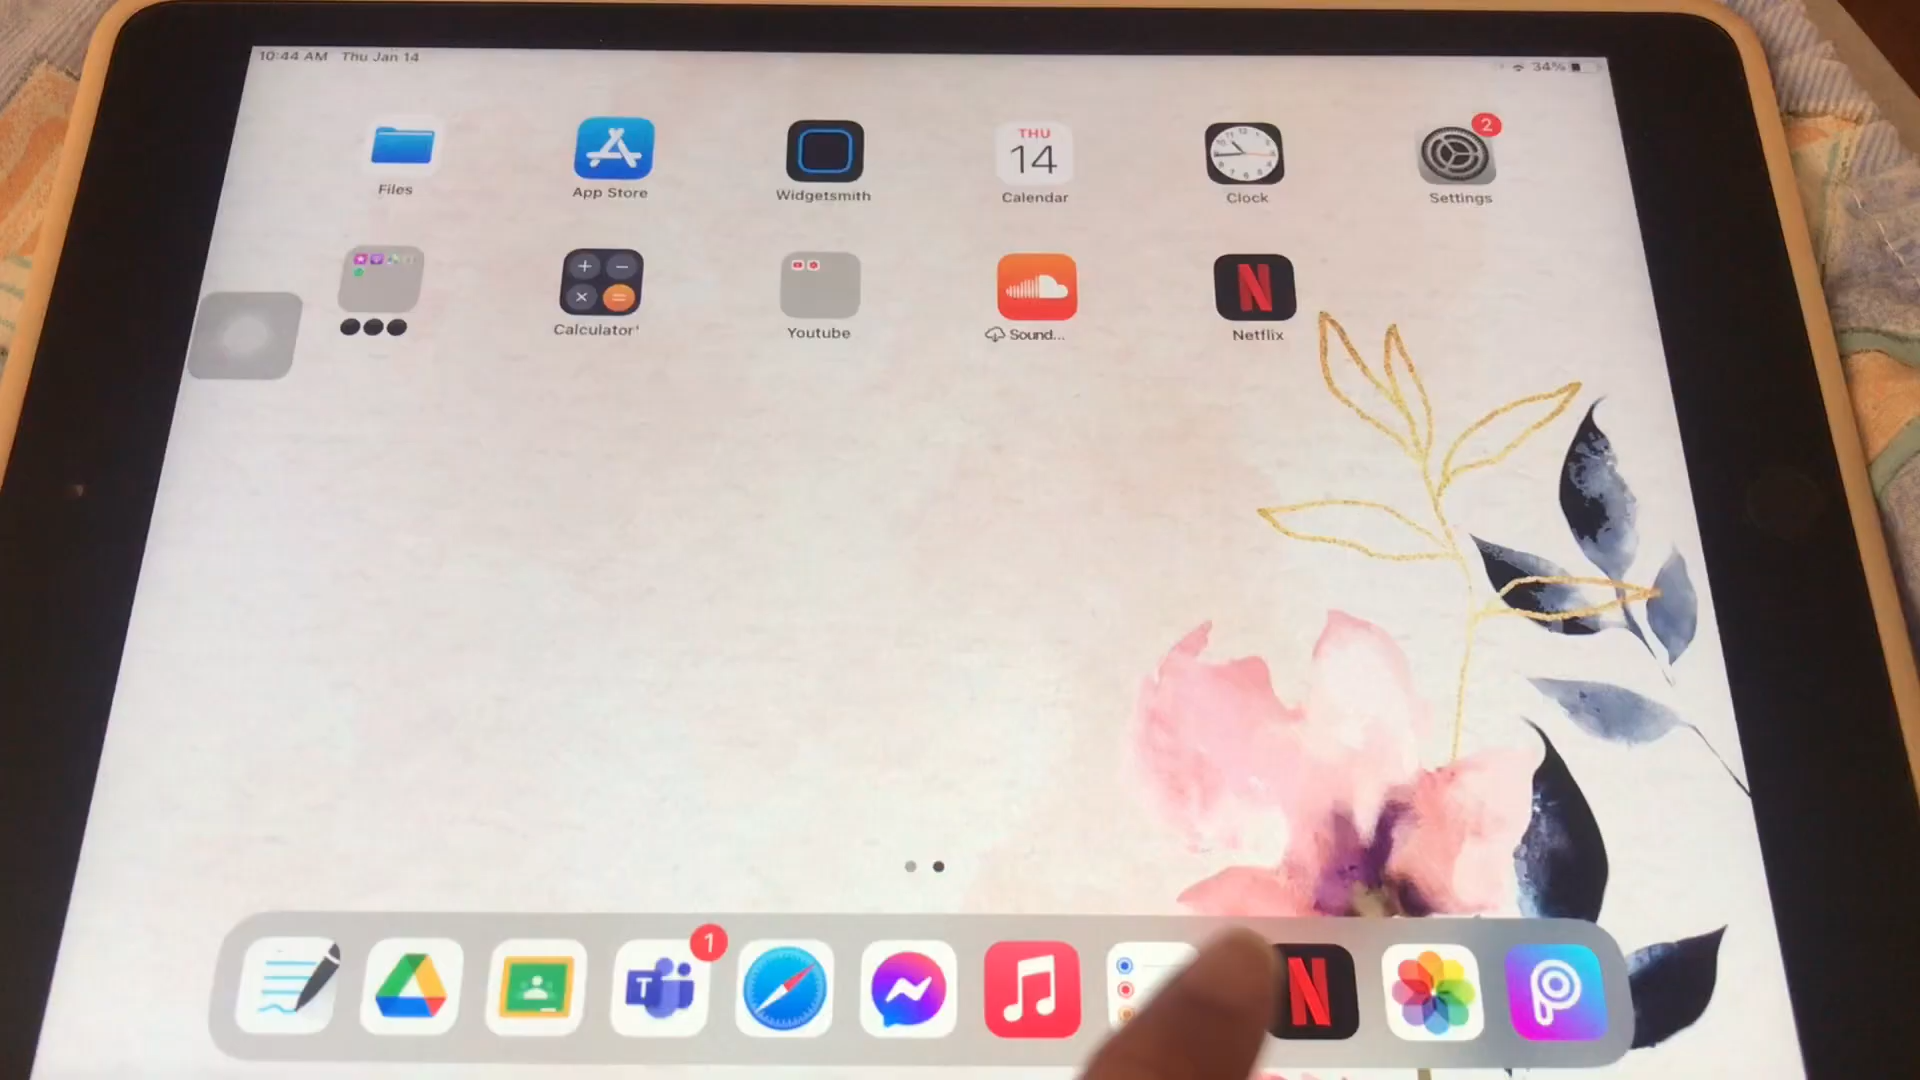 10:44 AM Thu Jan 14
34%
Files
App Store
Widgetsmith
THU
14
Calendar
Clock
2
Settings
Calculator⁺
Youtube
Sound...
N
Netflix
1
T
N